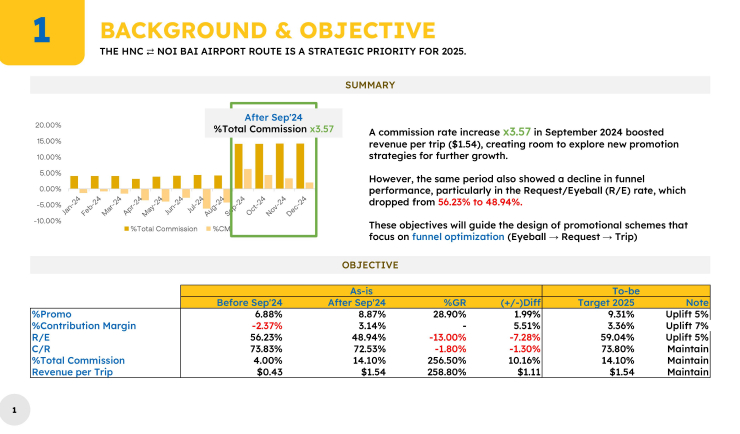 1
BACKGROUND & OBJECTIVE
THE HNC ⇄ NOI BAI AIRPORT ROUTE IS A STRATEGIC PRIORITY FOR 2025.
SUMMARY
After Sep'24
%Total Commission x3.57
20.00%
15.00%
10.00%
5.00%
0.00%
-5.00%
-10.00%
Jan-24 Feb-24 Mar-24 Apr-24 May-24 Jun-24 Jul-24 Aug-24 Sep-24 Oct-24 Nov-24 Dec-24
%Total Commission %CM
A commission rate increase x3.57 in September 2024 boosted
revenue per trip ($1.54), creating room to explore new promotion
strategies for further growth.
However, the same period also showed a decline in funnel
performance, particularly in the Request/Eyeball (R/E) rate, which
dropped from 56.23% to 48.94%.
These objectives will guide the design of promotional schemes that
focus on funnel optimization (Eyeball → Request → Trip)
OBJECTIVE
As-is To-be
Before Sep'24 After Sep'24 %GR (+/-)Diff Target 2025 Note
%Promo 6.88% 8.87% 28.90% 1.99% 9.31% Uplift 5%
%Contribution Margin -2.37% 3.14% - 5.51% 3.36% Uplift 7%
R/E 56.23% 48.94% -13.00% -7.28% 59.04% Uplift 5%
C/R 73.83% 72.53% -1.80% -1.30% 73.80% Maintain
%Total Commission 4.00% 14.10% 256.50% 10.16% 14.10% Maintain
Revenue per Trip $0.43 $1.54 258.80% $1.11 $1.54 Maintain
1